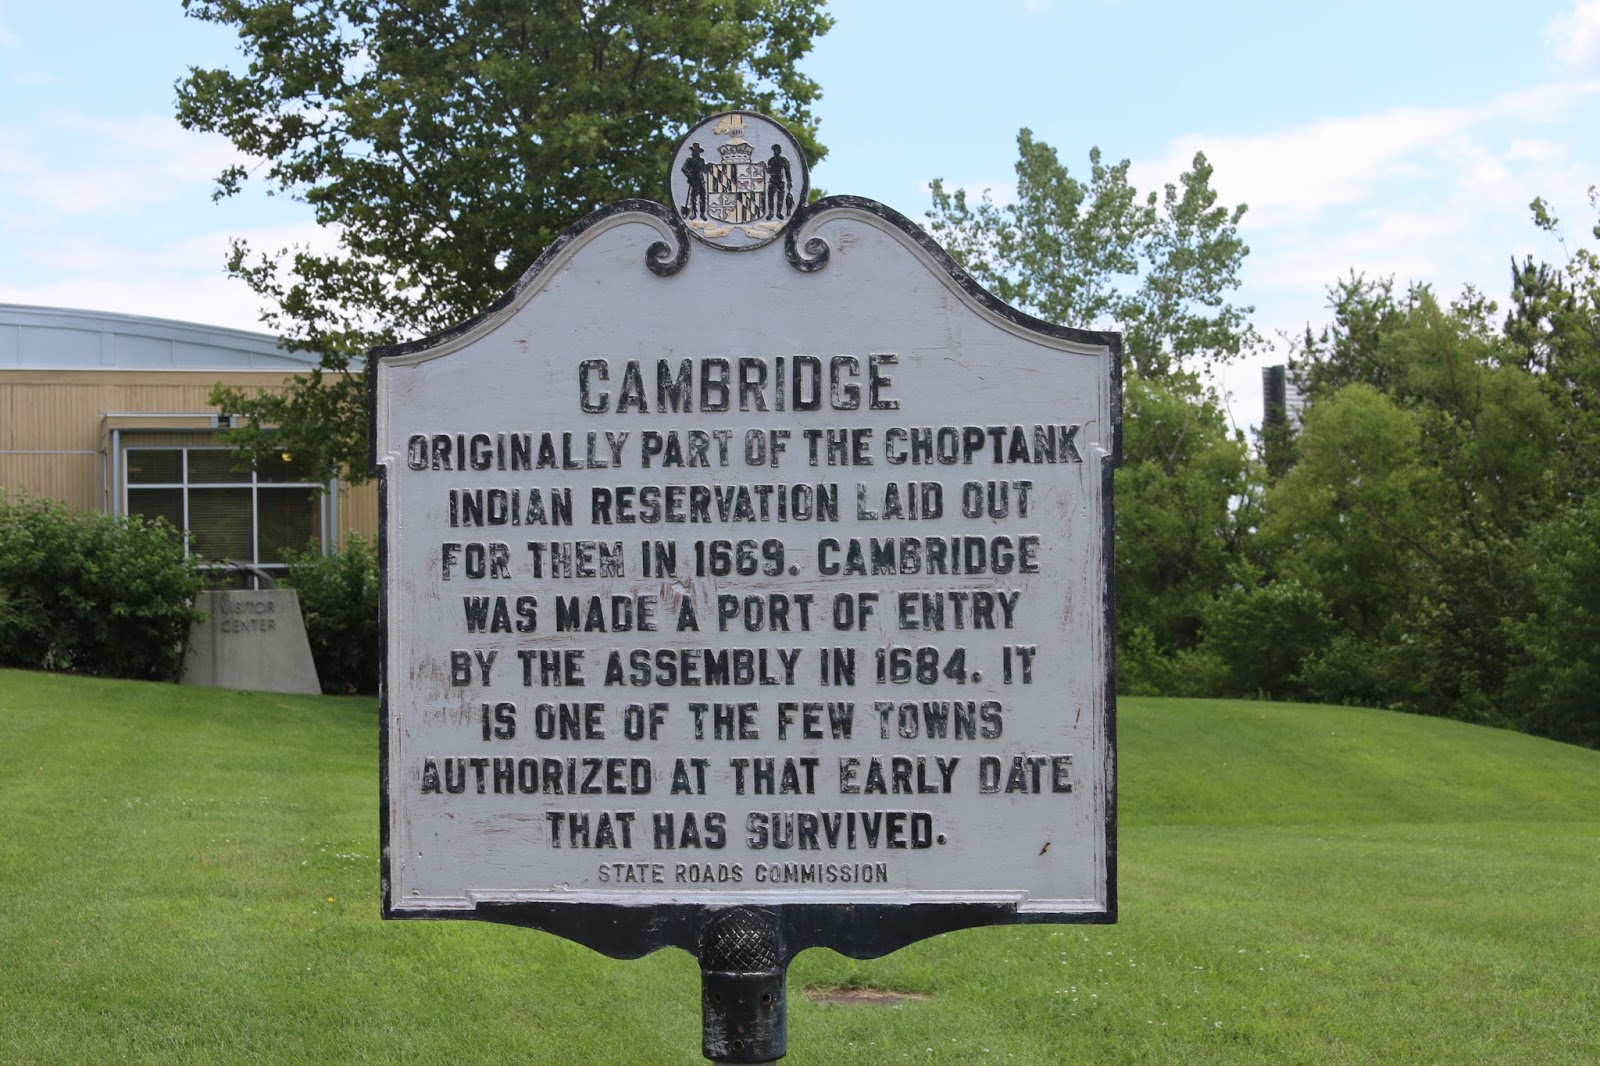 CAMBRIDGE
ORIGINALLY PART OF THE CHOPTANK
INDIAN RESERVATION LAID OUT
FOR THEM IN 1669. CAMBRIDGE
WAS MADE A PORT OF ENTRY
BY THE ASSEMBLY IN 1684. IT
IS ONE OF THE FEW TOWNS
AUTHORIZED AT THAT EARLY DATE
THAT HAS SURVIVED.
STATE ROADS COMMISSION
VISITOR
CENTER